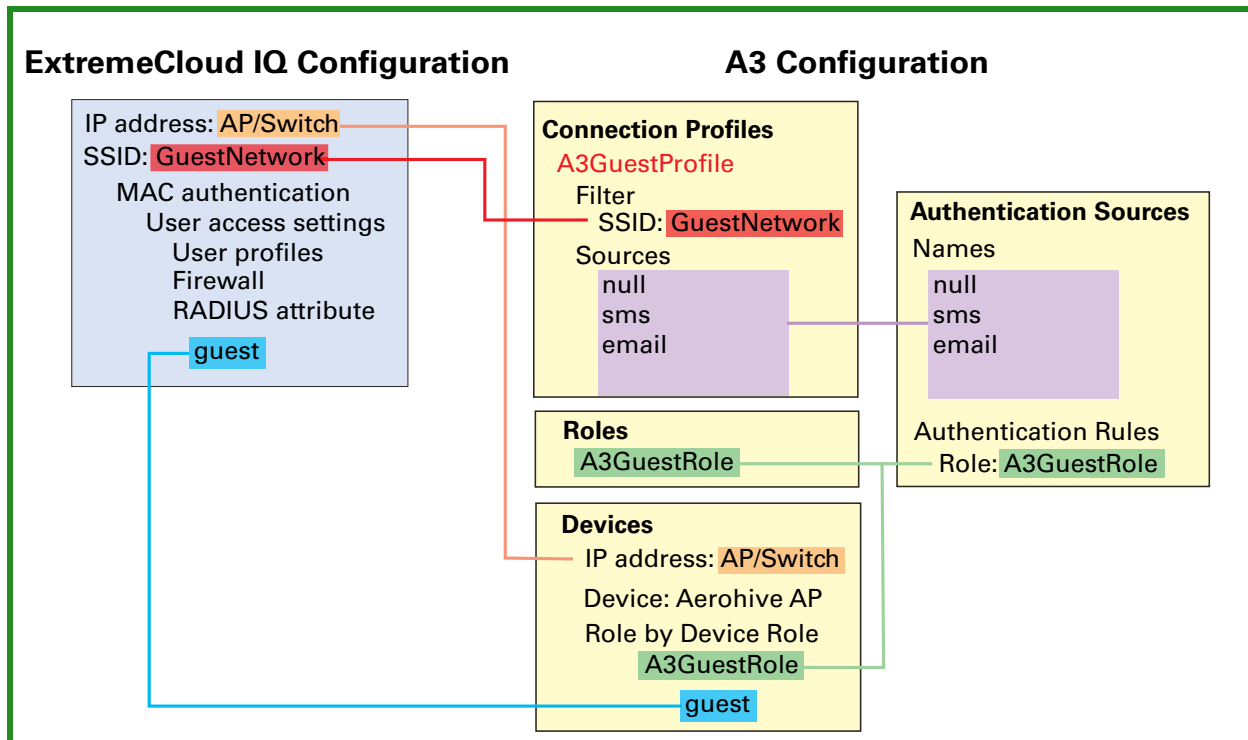 ExtremeCloud IQ Configuration
A3 Configuration
IP address: AP/Switch
SSID: GuestNetwork
MAC authentication
User access settings
User profiles
Firewall
RADIUS attribute
guest
Connection Profiles
A3GuestProfile
Filter
SSID: GuestNetwork
Sources
null
sms
email
Roles
A3GuestRole
Devices
IP address: AP/Switch
Device: Aerohive AP
Role by Device Role
A3GuestRole
guest
Authentication Sources
Names
null
sms
email
Authentication Rules
Role: A3GuestRole